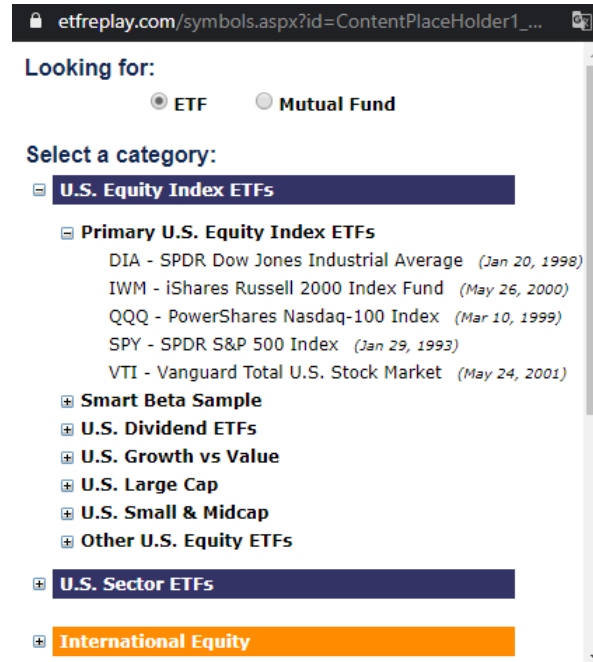 etfreplay.com/symbols.aspx?id=ContentPlaceHolder1_...
Looking for:
ETF Mutual Fund
Select a category:
U.S. Equity Index ETFs
Primary U.S. Equity Index ETFs
DIA - SPDR Dow Jones Industrial Average (Jan 20, 1998)
IWM - iShares Russell 2000 Index Fund (May 26, 2000)
QQQ - PowerShares Nasdaq-100 Index (Mar 10, 1999)
SPY - SPDR S&P 500 Index (Jan 29, 1993)
VTI - Vanguard Total U.S. Stock Market (May 24, 2001)
Smart Beta Sample
U.S. Dividend ETFs
U.S. Growth vs Value
U.S. Large Cap
U.S. Small & Midcap
Other U.S. Equity ETFs
U.S. Sector ETFs
International Equity